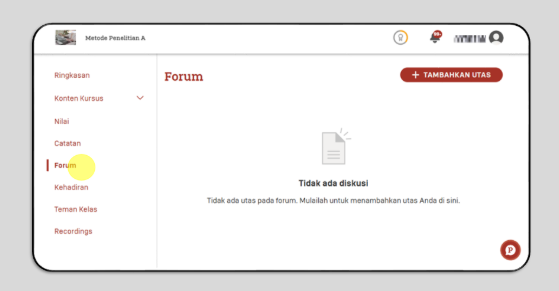 Metode Penelitian A
99+
Ringkasan
Konten Kursus
Nilai
Catatan
Forum
Kehadiran
Teman Kelas
Recordings
Forum
+ TAMBAHKAN UTAS
Tidak ada diskusi
Tidak ada utas pada forum. Mulailah untuk menambahkan utas Anda di sini.